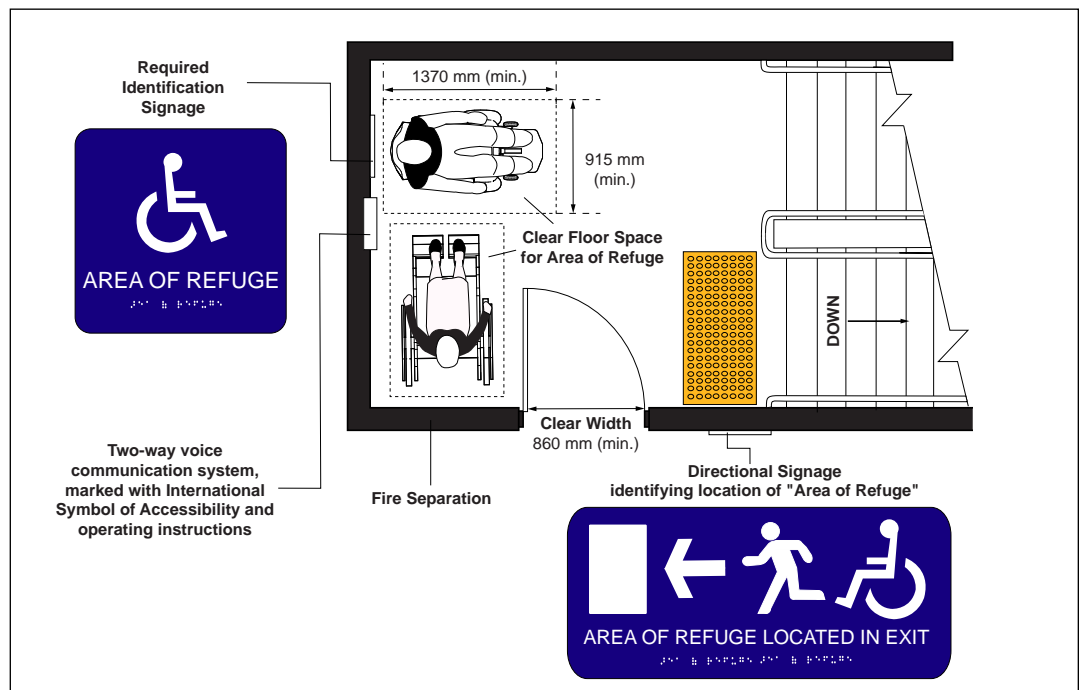 Required
Identification
Signage
1370 mm (min.)
915 mm
(min.)
Clear Floor Space
for Area of Refuge
AREA OF REFUGE
DOWN
Clear Width
860 mm (min.)
Two-way voice
communication system,
marked with International
Symbol of Accessibility and
operating instructions
Fire Separation
Directional Signage
identifying location of "Area of Refuge"
AREA OF REFUGE LOCATED IN EXIT